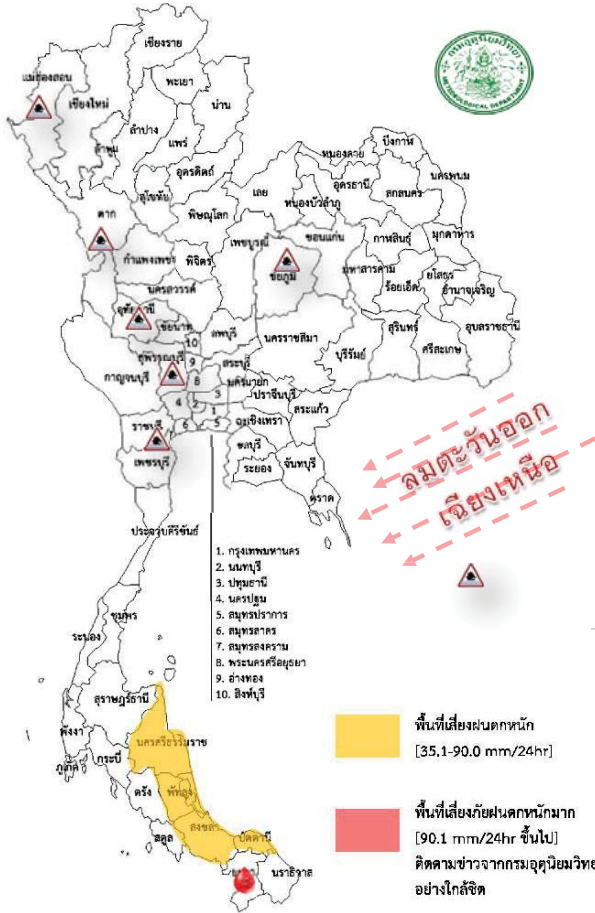 กรมอุตุนิยมวิทยา
METEOROLOGICAL DEPARTMENT
เชียงราย
แม่ฮ่องสอน
พะเยา
เชียงใหม่
น่าน
ลำปาง
แพร่
ลำพูน
บึงกาฬ
หนองคาย
นครพนม
อุตรดิตถ์
เลย
อุดรธานี
สกลนคร
สุโขทัย
หนองบัวลำภู
ตาก
พิษณุโลก
ขอนแก่น
มุกดาหาร
เพชรบูรณ์
กาฬสินธุ์
กำแพงเพชร
พิจิตร
มหาสารคาม
ยโสธร
ชัยภูมิ
ร้อยเอ็ด
อำนาจเจริญ
นครสวรรค์
ชัยนาท
ลพบุรี
นครราชสีมา
สุรินทร์
อุบลราชธานี
บุรีรัมย์
ศรีสะเกษ
10
สุพรรณบุรี
9
สระบุรี
กาญจนบุรี
8
นครนายก
3
ปราจีนบุรี
4
2
1
สระแก้ว
ราชบุรี
6
5
ฉะเชิงเทรา
ชลบุรี
เพชรบุรี
ระยอง
จันทบุรี
ตราด
ลมตะวันออก
เฉียงเหนือ
ประจวบคีรีขันธ์
1. กรุงเทพมหานคร
2. นนทบุรี
3. ปทุมธานี
4. นครปฐม
5. สมุทรปราการ
6. สมุทรสาคร
7. สมุทรสงคราม
8. พระนครศรีอยุธยา
9. อ่างทอง
10. สิงห์บุรี
ชุมพร
ระนอง
สุราษฎร์ธานี
พังงา
นครศรีธรรมราช
กระบี่
ภูเก็ต
ตรัง
พัทลุง
สงขลา
สตูล
ปัตตานี
นราธิวาส
พื้นที่เสี่ยงฝนตกหนัก
[35.1-90.0 mm/24hr]
พื้นที่เสี่ยงภัยฝนตกหนักมาก
[90.1 mm/24hr ขึ้นไป]
ติดตามข่าวจากกรมอุตุนิยมวิทย
อย่างใกล้ชิด